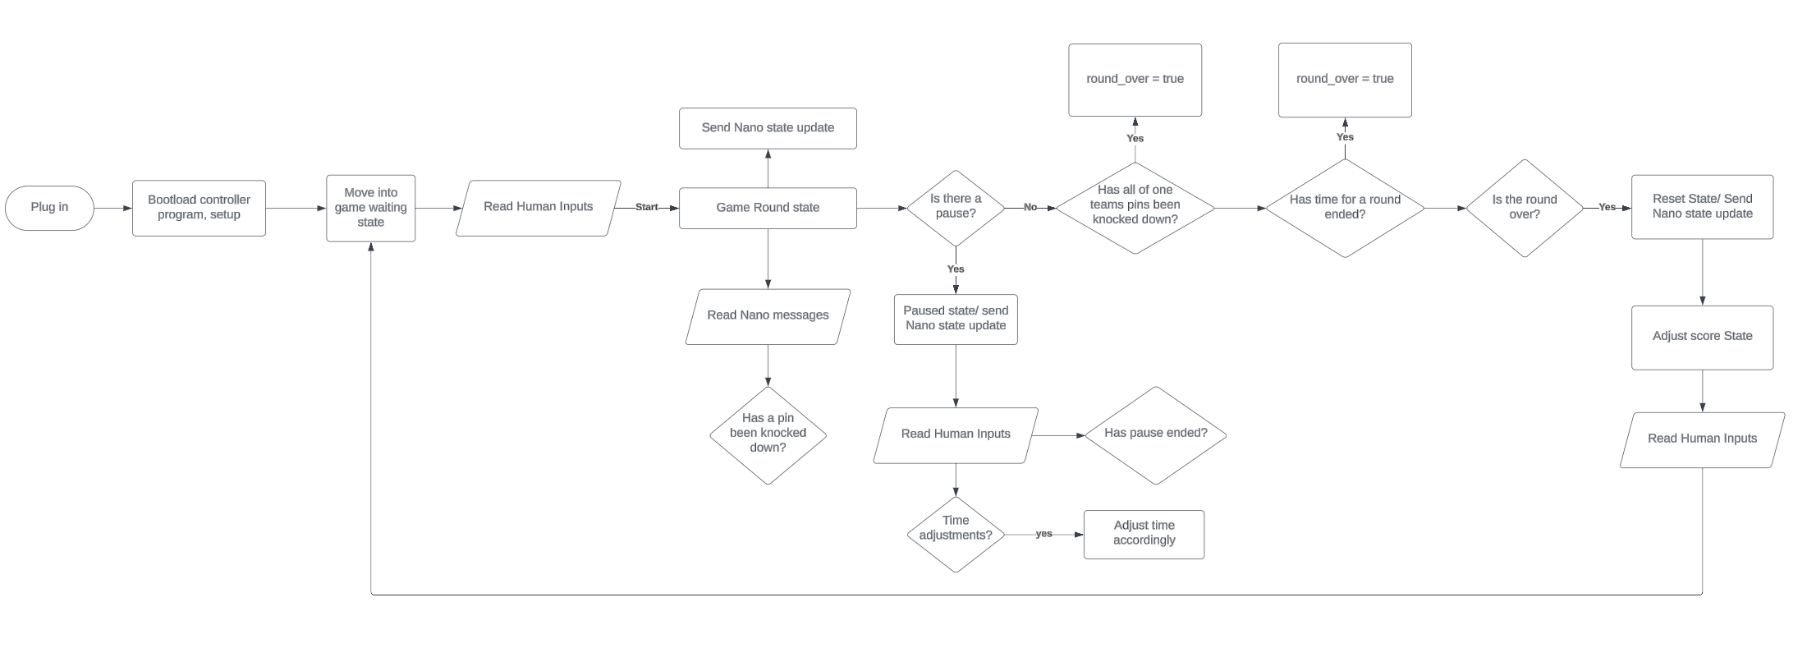 Plug in
Bootload controller
program, setup
Move into
game waiting
state
Read Human Inputs
Start
Send Nano state update
Game Round state
Read Nano messages
Has a pin
been knocked
down?
Is there a
pause?
No
Yes
Paused state/ send
Nano state update
Read Human Inputs
Has pause ended?
Time
adjustments?
yes
Adjust time
accordingly
round_over = true
Yes
Has all of one
teams pins been
knocked down?
round_over = true
Yes
Has time for a round
ended?
Is the round
over?
Yes
Reset State/ Send
Nano state update
Adjust score State
Read Human Inputs